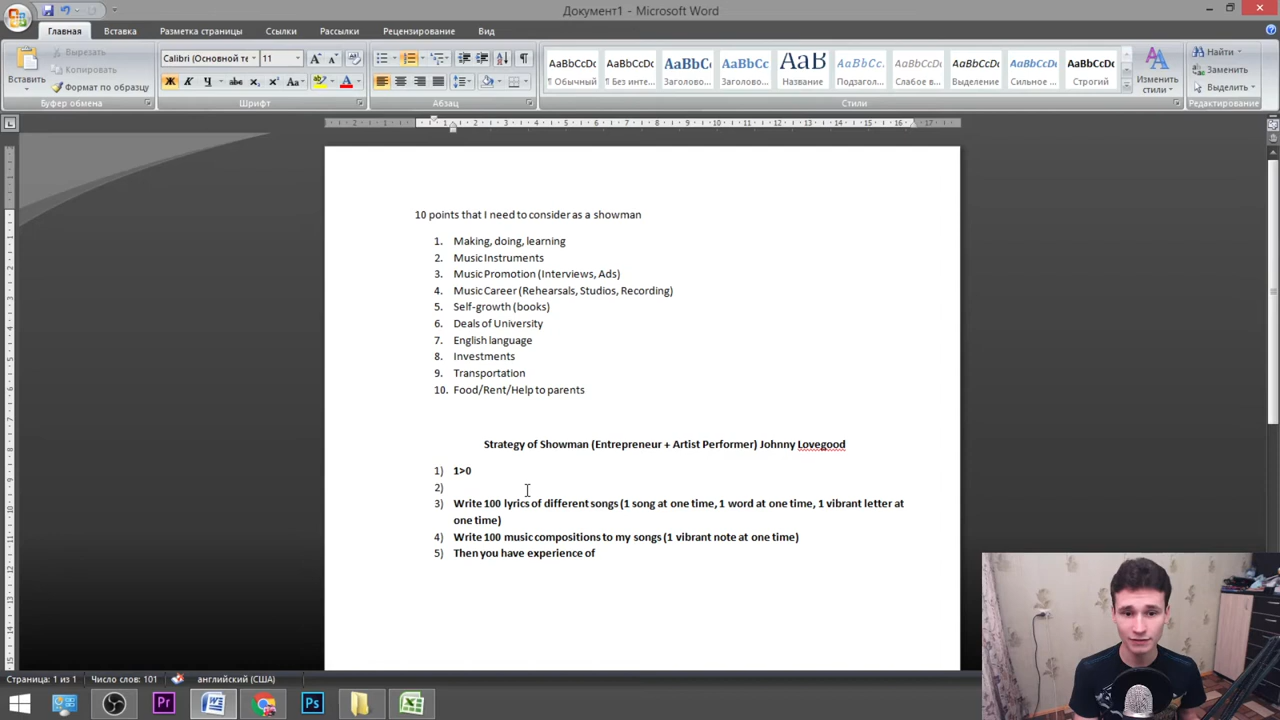 Документ1 - Microsoft Word
Главная Вставка Разметка страницы Ссылки Рассылки Рецензирование Вид
Вставить
Вырезать
Копировать
Формат по образцу
Буфер обмена
Calibri (Основной те 11
Ж К Ч abc x₂ x² Aa
Шрифт
Абзац
AaBbCcDc AaBbCcDc AaBbC AaBbCc AaB AaBbCc. AaBbCcDc AaBbCcDc AaBbCcDc AaBbCcDc
¶ Обычный ¶ Без инте... Заголово... Заголово... Название Подзагол... Слабое в... Выделение Сильное ... Строгий
Изменить стили
Стили
Найти
Заменить
Выделить
Редактирование
10 points that I need to consider as a showman
1. Making, doing, learning
2. Music Instruments
3. Music Promotion (Interviews, Ads)
4. Music Career (Rehearsals, Studios, Recording)
5. Self-growth (books)
6. Deals of University
7. English language
8. Investments
9. Transportation
10. Food/Rent/Help to parents
Strategy of Showman (Entrepreneur + Artist Performer) Johnny Lovegood
1) 1>0
2)
3) Write 100 lyrics of different songs (1 song at one time, 1 word at one time, 1 vibrant letter at
one time)
4) Write 100 music compositions to my songs (1 vibrant note at one time)
5) Then you have experience of
Страница: 1 из 1 Число слов: 101 английский (США)
Pr Ps